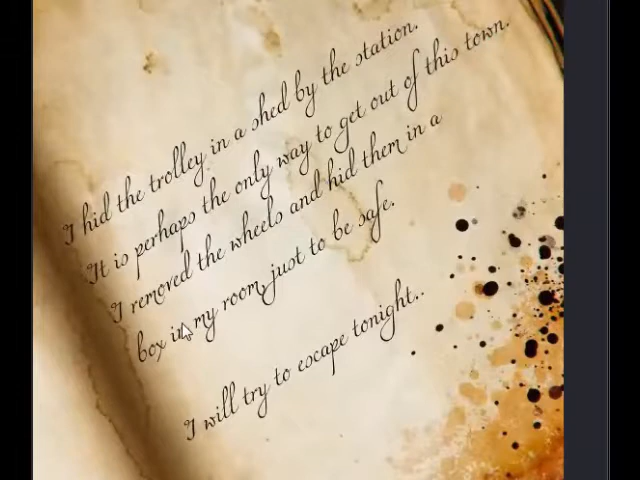 I hid the trolley in a shed by the station.
It is perhaps the only way to get out of this town.
I removed the wheels and hid them in a
box in my room, just to be safe.
I will try to escape tonight..